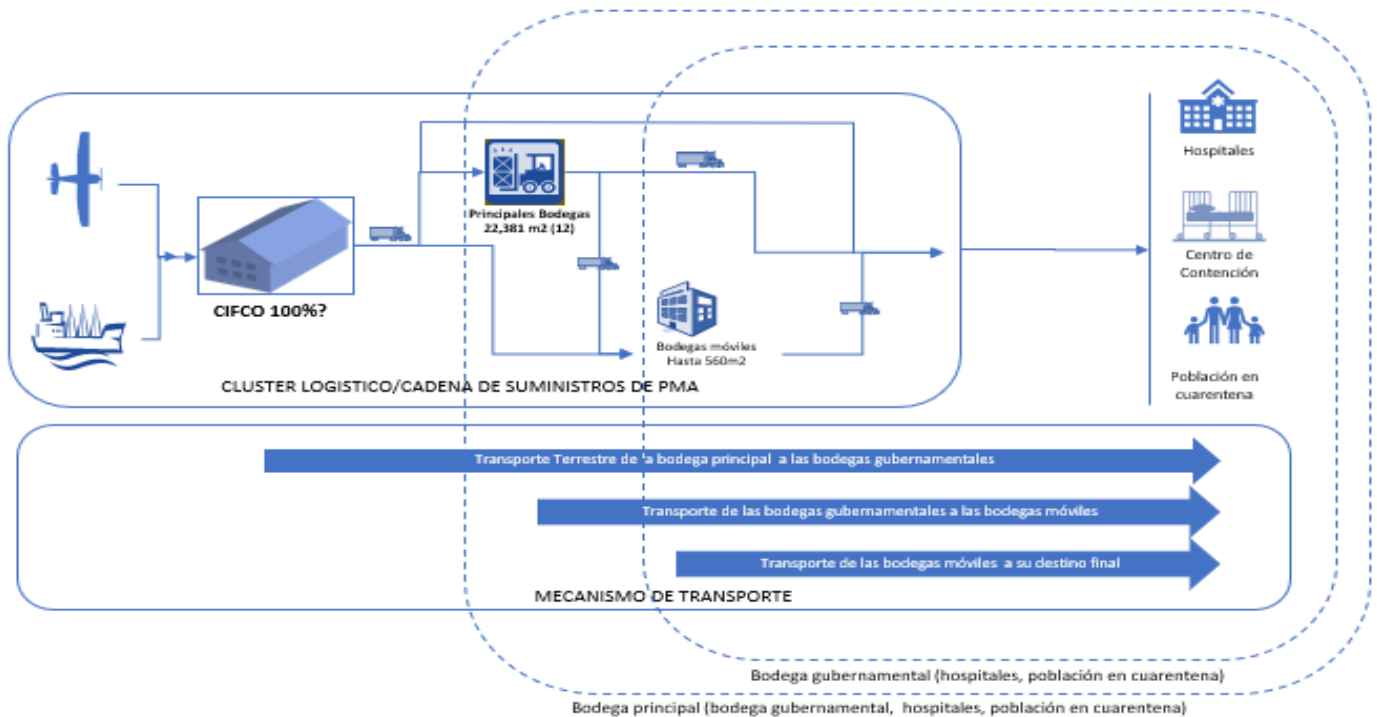 Hospitales
Principales Bodegas
22,381 m2 (12)
Centro de
Contención
CIFCO 100%?
Bodegas móviles
Hasta 560m2
Población en
cuarentena
CLUSTER LOGISTICO/CADENA DE SUMINISTROS DE PMA
Transporte Terrestre de la bodega principal a las bodegas gubernamentales
Transporte de las bodegas gubernamentales a las bodegas móviles
Transporte de las bodegas móviles a su destino final
MECANISMO DE TRANSPORTE
Bodega gubernamental (hospitales, población en cuarentena)
Bodega principal (bodega gubernamental, hospitales, población en cuarentena)